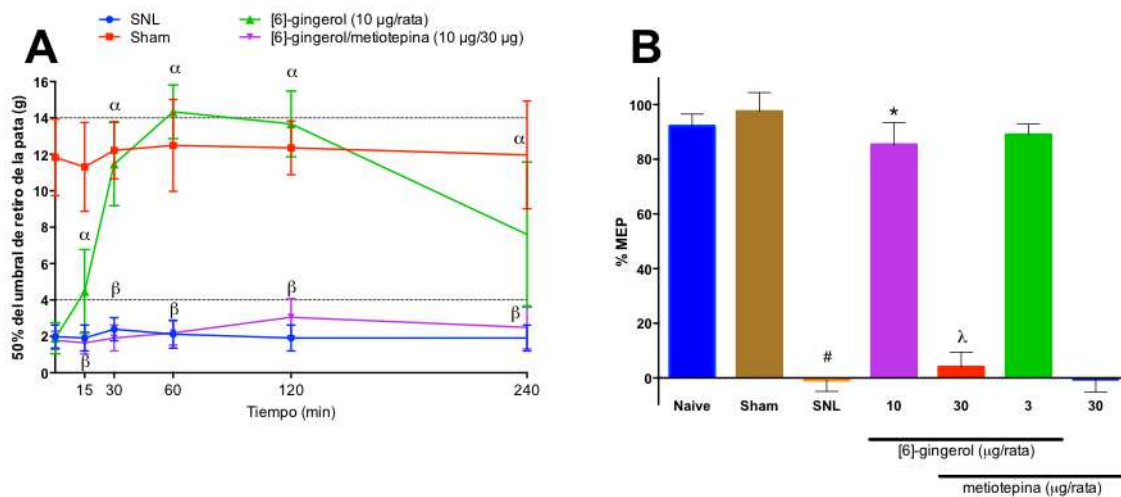 A
SNL
Sham
[6]-gingerol (10 µg/rata)
[6]-gingerol/metiotepina (10 µg/30 µg)
50% del umbral de retiro de la pata (g)
16
14
12
10
8
6
4
2
0
α
α
α
α
α
β
β
β
β
β
15
30
60
120
240
Tiempo (min)
B
% MEP
100
80
60
40
20
0
#
*
λ
Naive
Sham
SNL
10
30
3
30
[6]-gingerol (µg/rata)
metiotepina (µg/rata)